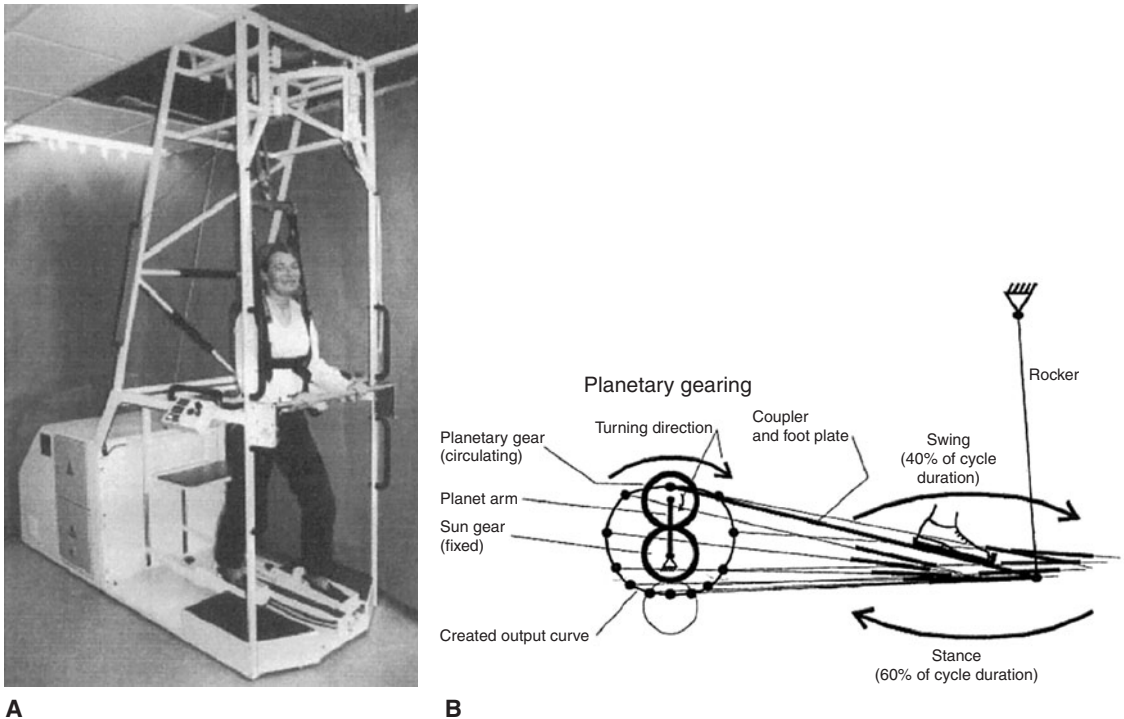 Planetary gearing
Turning direction
Coupler
and foot plate
Rocker
Planetary gear
(circulating)
Swing
(40% of cycle
duration)
Planet arm
Sun gear
(fixed)
Created output curve
Stance
(60% of cycle duration)
A
B